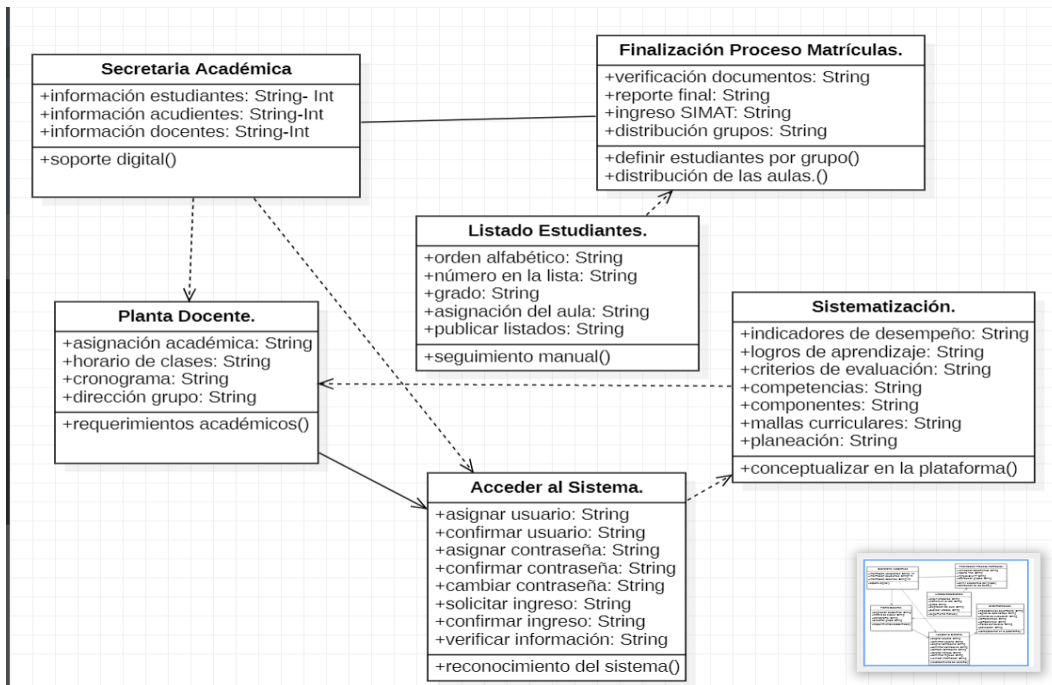 Secretaria Académica
+información estudiantes: String- Int
+información acudientes: String-Int
+información docentes: String-Int
+soporte digital()
Finalización Proceso Matrículas.
+verificación documentos: String
+reporte final: String
+ingreso SIMAT: String
+distribución grupos: String
+definir estudiantes por grupo()
+distribución de las aulas.()
Listado Estudiantes.
+orden alfabético: String
+número en la lista: String
+grado: String
+asignación del aula: String
+publicar listados: String
+seguimiento manual()
Planta Docente.
+asignación académica: String
+horario de clases: String
+cronograma: String
+dirección grupo: String
+requerimientos académicos()
Sistematización.
+indicadores de desempeño: String
+logros de aprendizaje: String
+criterios de evaluación: String
+competencias: String
+componentes: String
+mallas curriculares: String
+planeación: String
+conceptualizar en la plataforma()
Acceder al Sistema.
+asignar usuario: String
+confirmar usuario: String
+asignar contraseña: String
+confirmar contraseña: String
+cambiar contraseña: String
+solicitar ingreso: String
+confirmar ingreso: String
+verificar información: String
+reconocimiento del sistema()